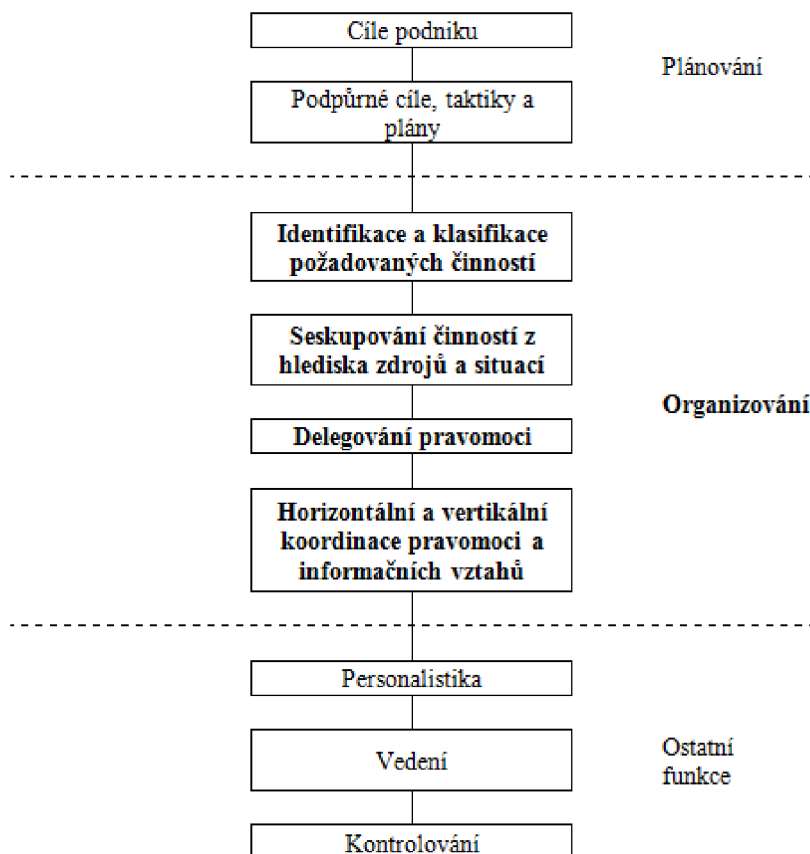 Cíle podniku
Plánování
Podpůrné cíle, taktiky a
plány
Identifikace a klasifikace
požadovaných činností
Seskupování činností z
hlediska zdrojů a situací
Organizování
Delegování pravomoci
Horizontální a vertikální
koordinace pravomoci a
informačních vztahů
Personalistika
Vedení
Ostatní
funkce
Kontrolování